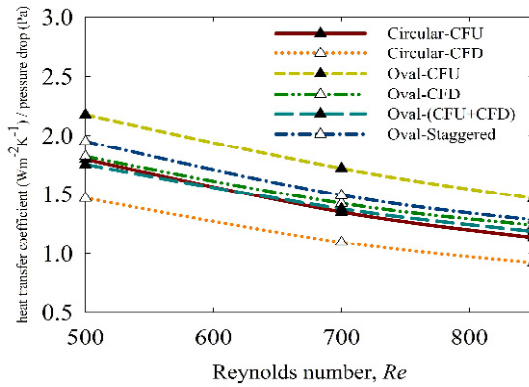 heat transfer coefficient (Wm⁻²K⁻¹) / pressure drop (Pa)
3.0
2.5
2.0
1.5
1.0
0.5
Circular-CFU
Circular-CFD
Oval-CFU
Oval-CFD
Oval-(CFU+CFD)
Oval-Staggered
500
600
700
800
Reynolds number, Re